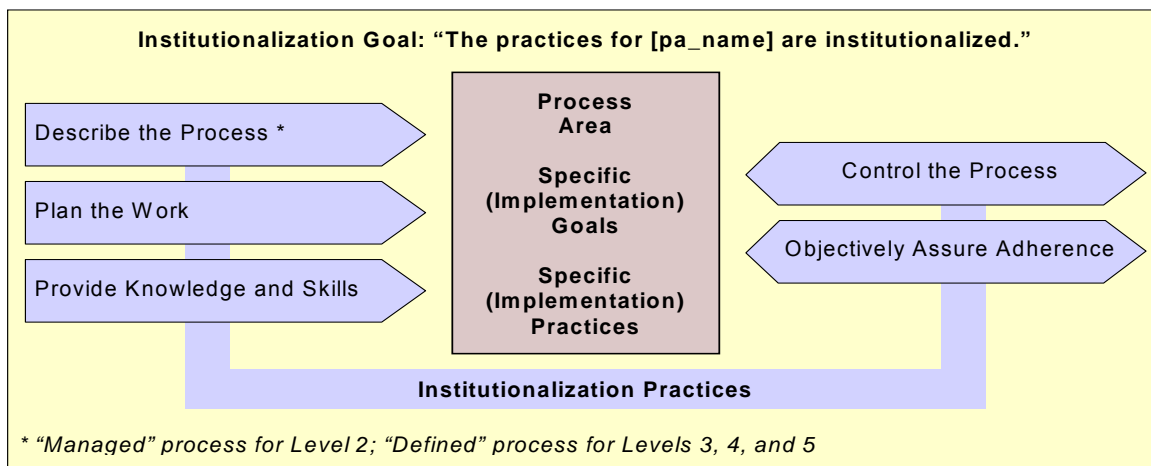 Institutionalization Goal: “The practices for [pa_name] are institutionalized.”
Describe the Process *
Plan the Work
Provide Knowledge and Skills
Process
Area
Specific
(Implementation)
Goals
Specific
(Implementation)
Practices
Control the Process
Objectively Assure Adherence
Institutionalization Practices
* “Managed” process for Level 2; “Defined” process for Levels 3, 4, and 5